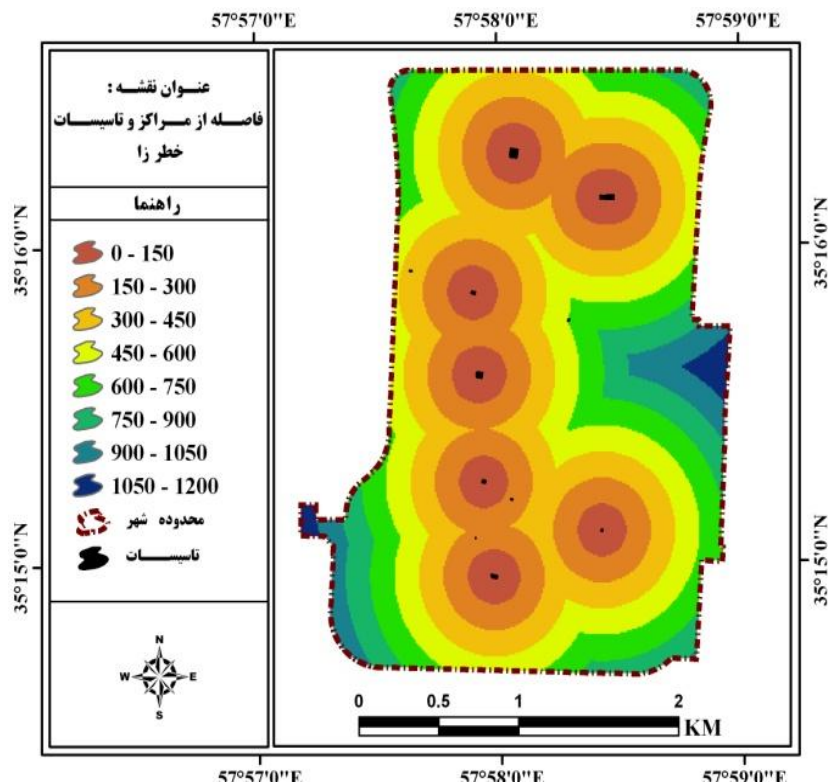 57°57'0"E 57°58'0"E 57°59'0"E
عنوان نقشه :
فاصله از مراکز و تاسیسات
خطر زا
راهنما
0 - 150
150 - 300
300 - 450
450 - 600
600 - 750
750 - 900
900 - 1050
1050 - 1200
محدوده شهر
تاسیسات
N
W E
S
35°16'0"N
35°15'0"N
35°16'0"N
35°15'0"N
0 0.5 1 2
KM
57°57'0"E 57°58'0"E 57°59'0"E